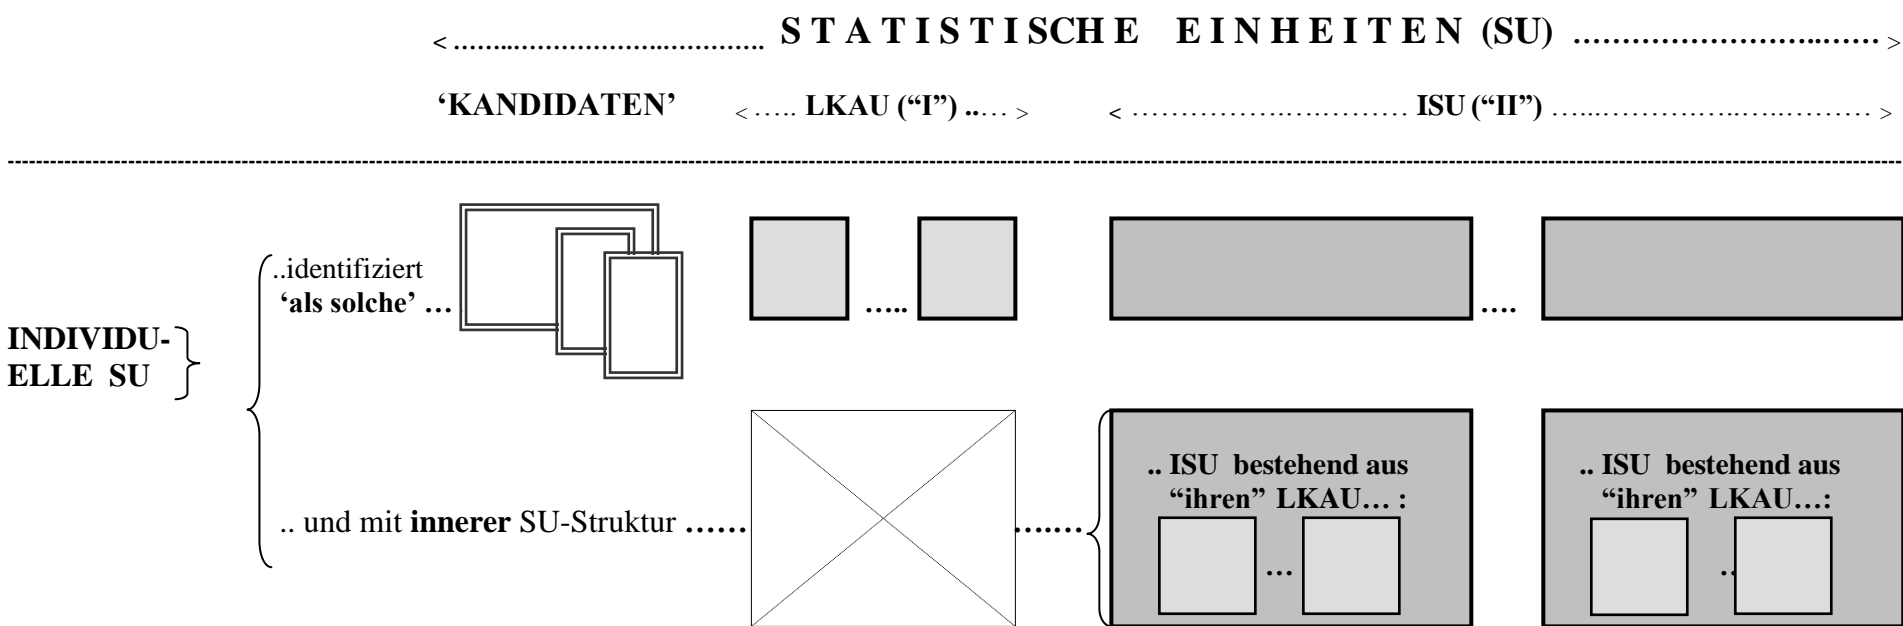 < ................................ S T A T I S T I SCH E E I N H E I T E N (SU) ................................ >
‘KANDIDATEN’ < ..... LKAU (“I”) ..... > < ........................ ISU (“II”) ........................ >
..identifiziert
‘als solche’ …
…..
….
INDIVIDU-
ELLE SU
.. ISU bestehend aus
“ihren” LKAU… :
…
.. ISU bestehend aus
“ihren” LKAU…:
..
.. und mit innerer SU-Struktur …… …….